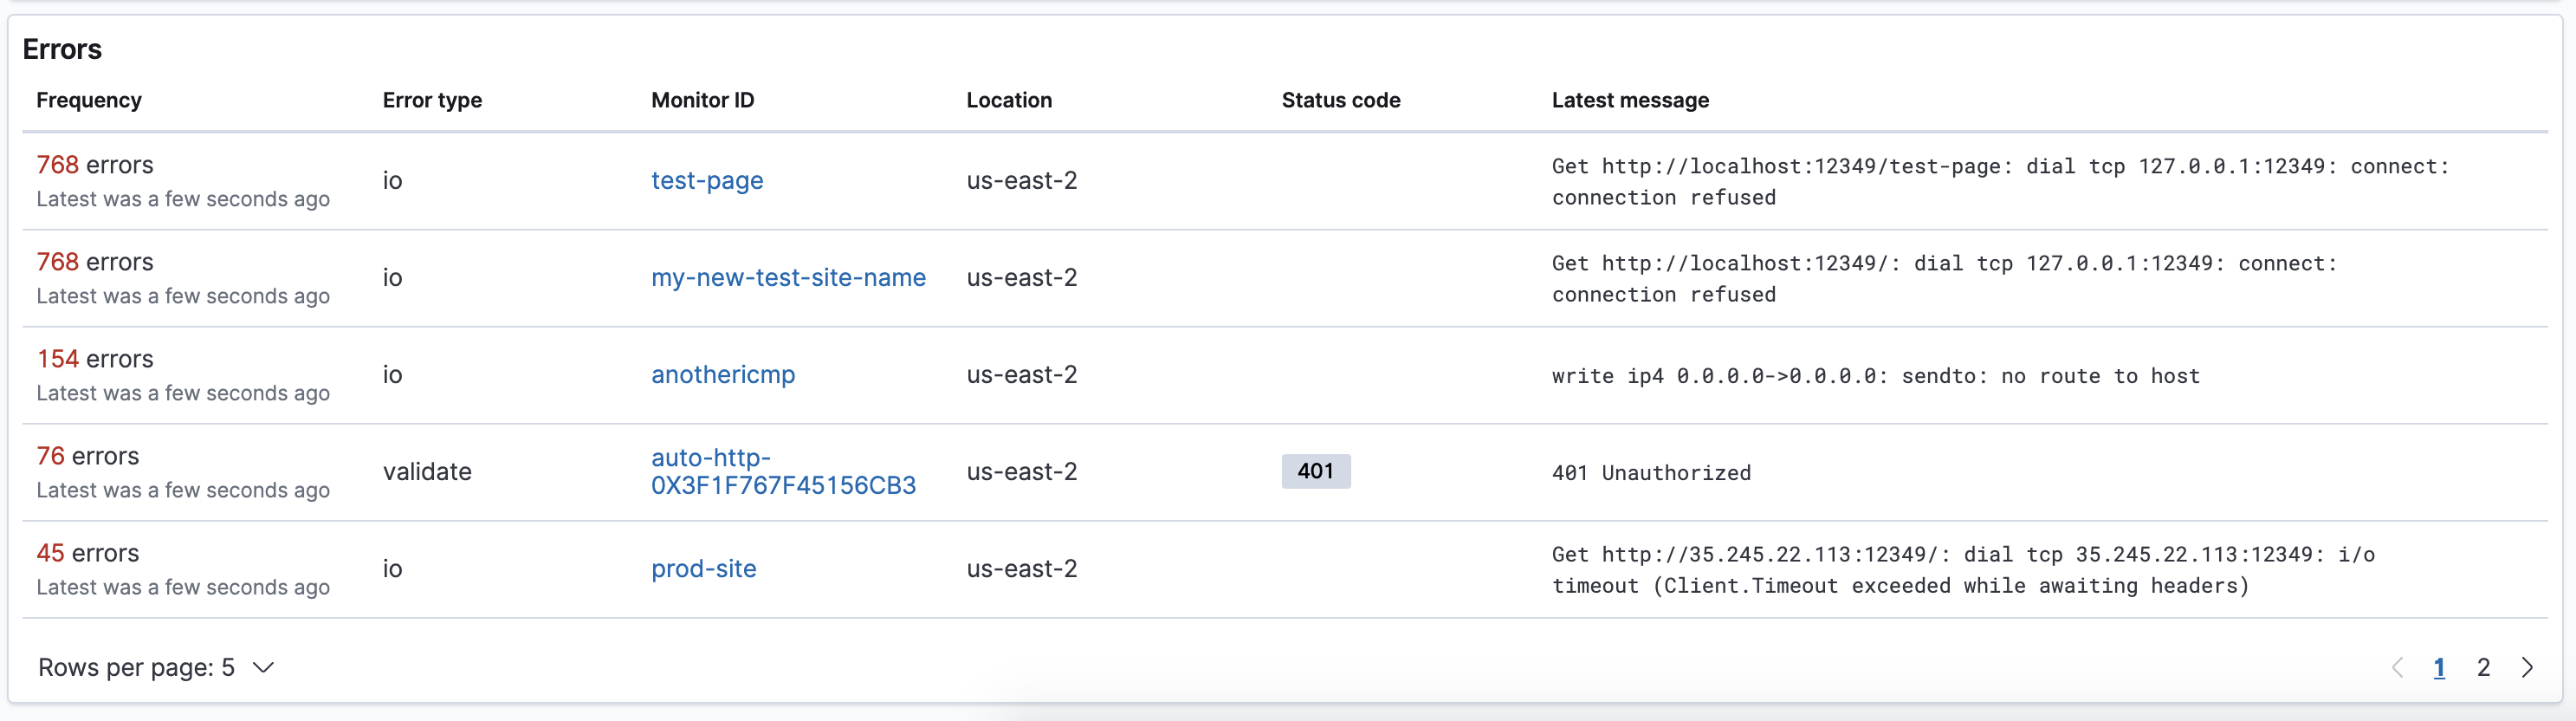 Errors
Frequency Error type Monitor ID Location Status code Latest message
768 errors
Latest was a few seconds ago
io
test-page
us-east-2
Get http://localhost:12349/test-page: dial tcp 127.0.0.1:12349: connect:
connection refused
768 errors
Latest was a few seconds ago
io
my-new-test-site-name
us-east-2
Get http://localhost:12349/: dial tcp 127.0.0.1:12349: connect:
connection refused
154 errors
Latest was a few seconds ago
io
anothericmp
us-east-2
write ip4 0.0.0.0->0.0.0.0: sendto: no route to host
76 errors
Latest was a few seconds ago
validate
auto-http-
0X3F1F767F45156CB3
us-east-2
401
401 Unauthorized
45 errors
Latest was a few seconds ago
io
prod-site
us-east-2
Get http://35.245.22.113:12349/: dial tcp 35.245.22.113:12349: i/o
timeout (Client.Timeout exceeded while awaiting headers)
Rows per page: 5
1 2